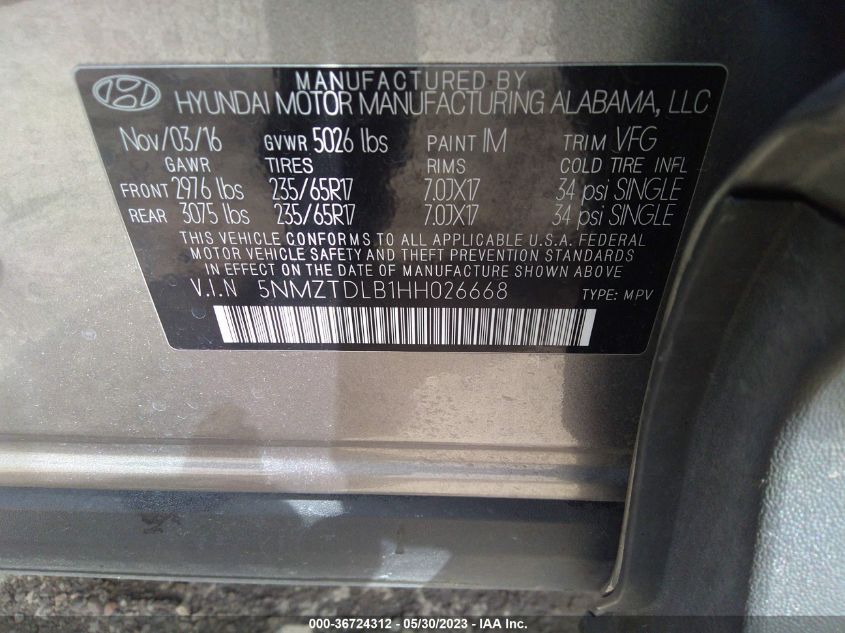 MANUFACTURED BY
HYUNDAI MOTOR MANUFACTURING ALABAMA, LLC
Nov/03/16 GVWR 5026 lbs PAINT IM TRIM VFG
GAWR TIRES RIMS COLD TIRE INFL
FRONT 2976 lbs 235/65R17 7.0JX17 34 psi SINGLE
REAR 3075 lbs 235/65R17 7.0JX17 34 psi SINGLE
THIS VEHICLE CONFORMS TO ALL APPLICABLE U.S.A. FEDERAL
MOTOR VEHICLE SAFETY AND THEFT PREVENTION STANDARDS
IN EFFECT ON THE DATE OF MANUFACTURE SHOWN ABOVE
V.I.N 5NMZTDLB1HH026668 TYPE: MPV
000-36724312 - 05/30/2023 - IAA Inc.